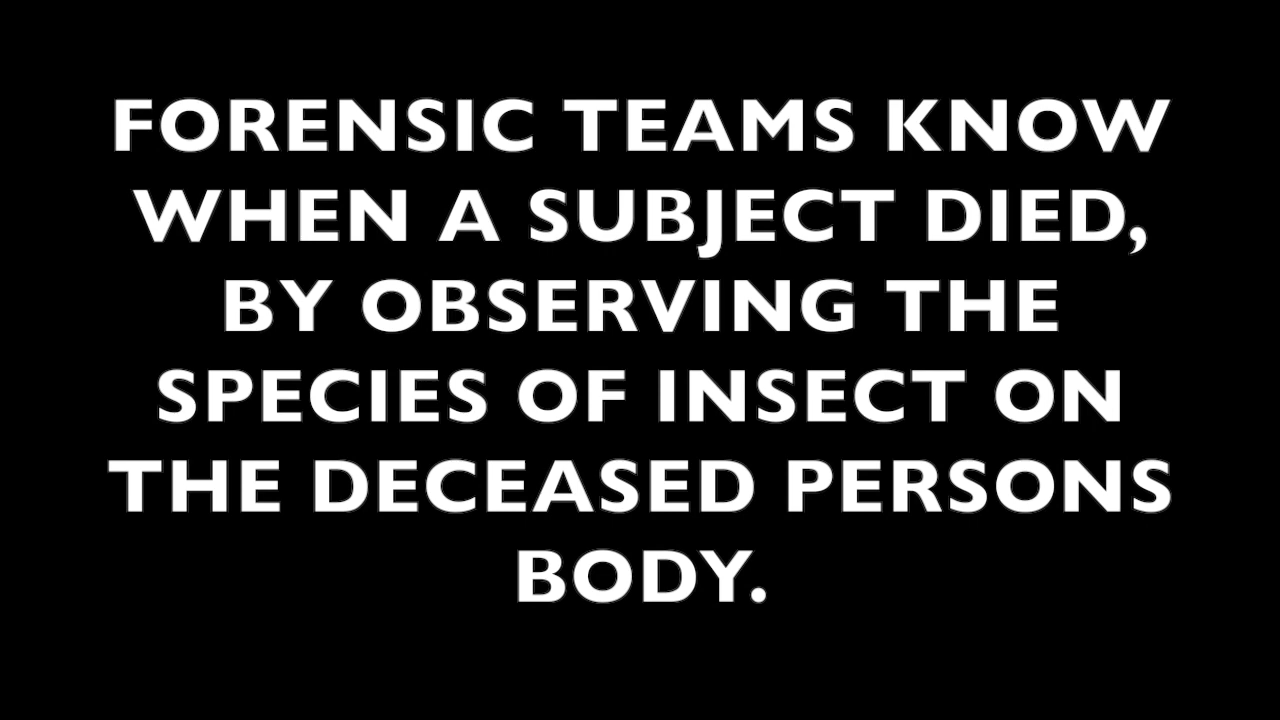 FORENSIC TEAMS KNOW
WHEN A SUBJECT DIED,
BY OBSERVING THE
SPECIES OF INSECT ON
THE DECEASED PERSONS
BODY.